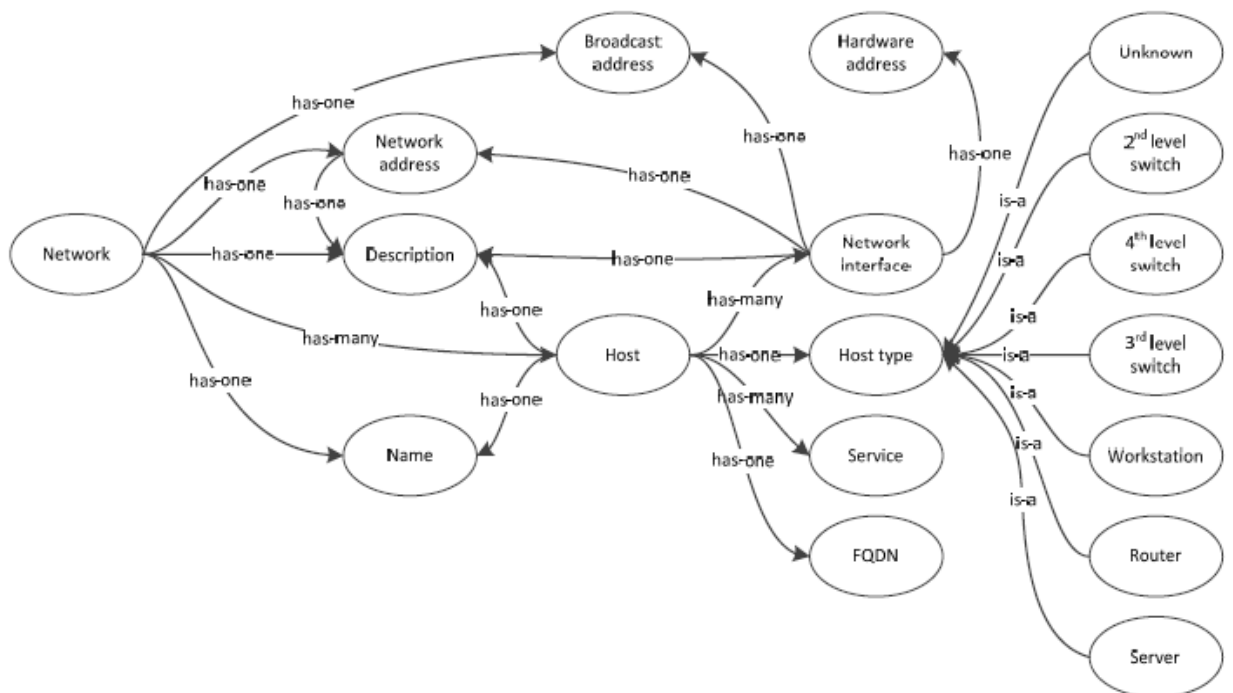 Broadcast
address
Hardware
address
Unknown
has-one
has-one
Network
address
has-one
has-one
has-one
has-one
2nd level
switch
is-a
is-a
Network
has-one
Description
has-one
Network
interface
4th level
switch
has-one
has-many
is-a
has-many
Host
has-one
Host type
is-a
3rd level
switch
has-one
has-one
has-many
is-a
Name
has-one
Service
is-a
Workstation
is-a
FQDN
Router
Server